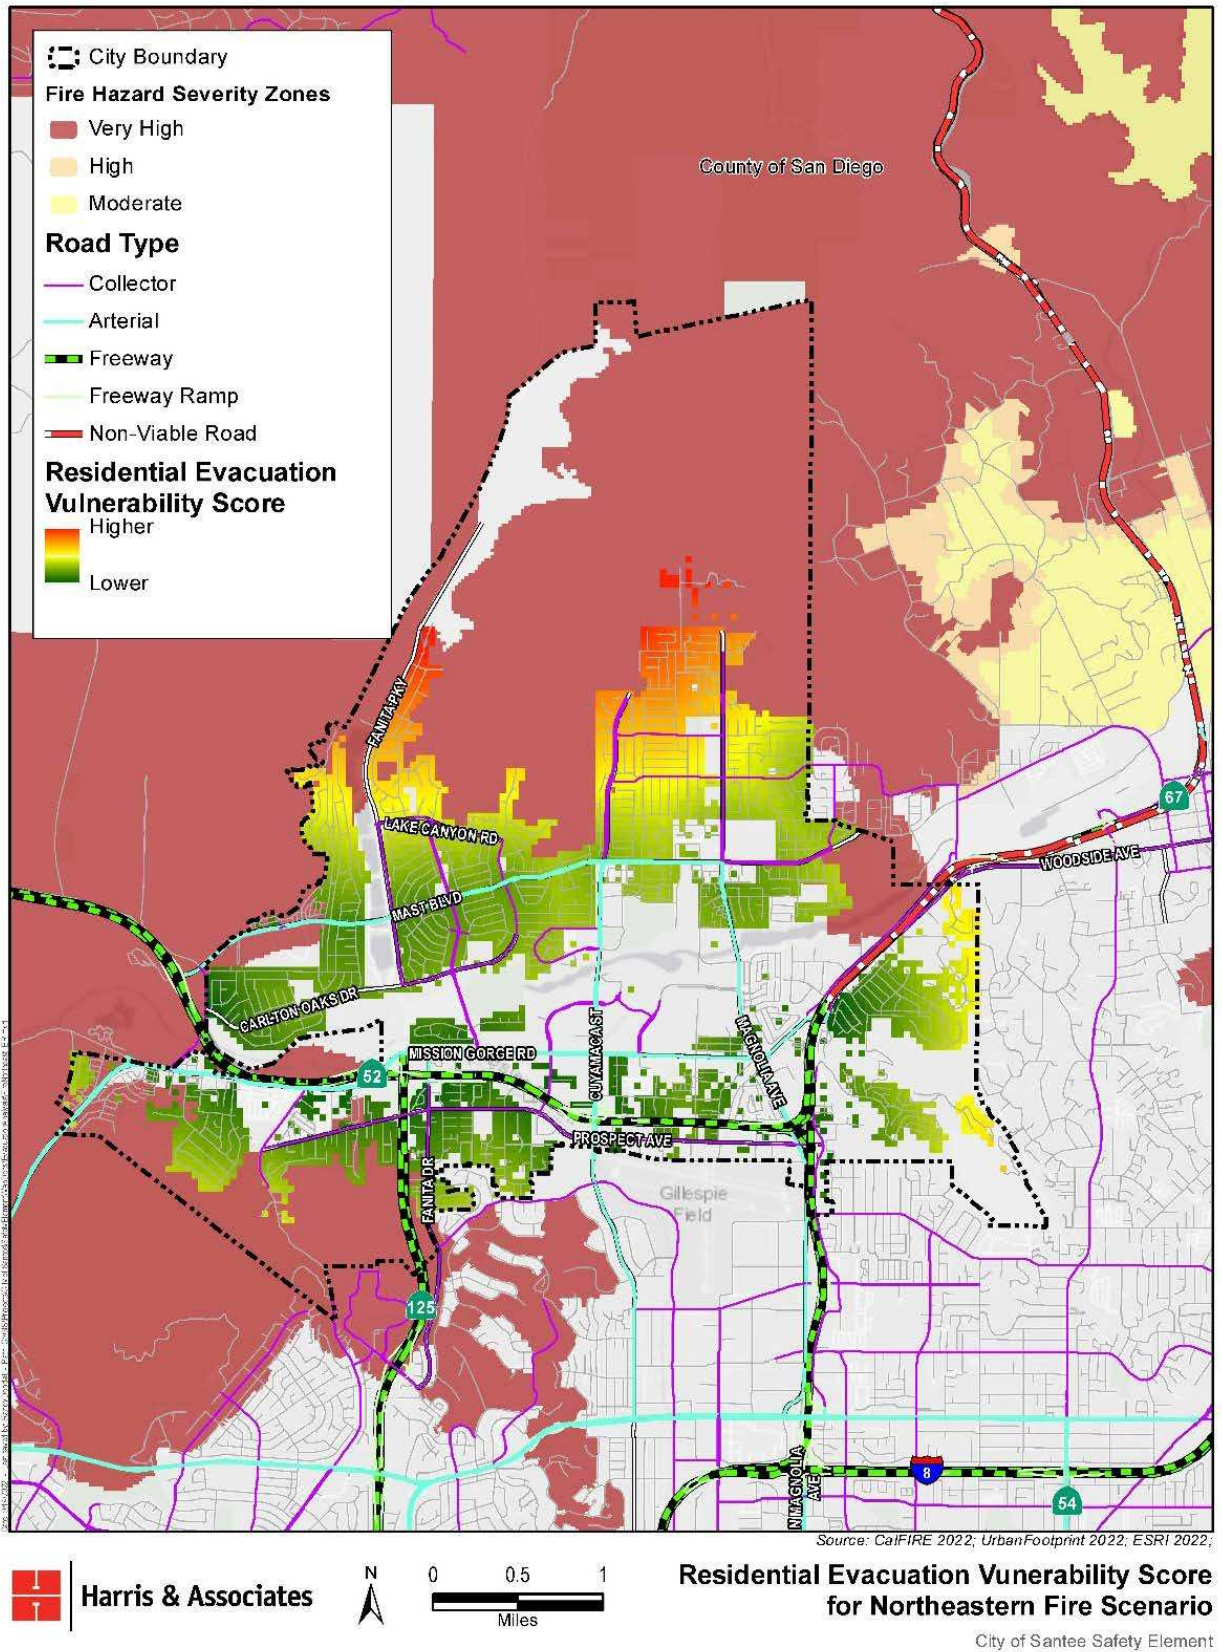 City Boundary
Fire Hazard Severity Zones
Very High
High
Moderate
Road Type
Collector
Arterial
Freeway
Freeway Ramp
Non-Viable Road
Residential Evacuation
Vulnerability Score
Higher
Lower
County of San Diego
FANITA PKY
67
LAKE CANYON RD
WOODSIDE AVE
MAST BLVD
CARLTON OAKS DR
MISSION GORGE RD
CUYAMACA ST
MAGNOLIA AVE
52
PROSPECT AVE
FANITA DR
Gillespie
Field
125
N MAGNOLIA
AVE
8
54
Source: CalFIRE 2022; UrbanFootprint 2022; ESRI 2022;
Harris & Associates
N
0 0.5 1
Miles
Residential Evacuation Vunerability Score
for Northeastern Fire Scenario
City of Santee Safety Element